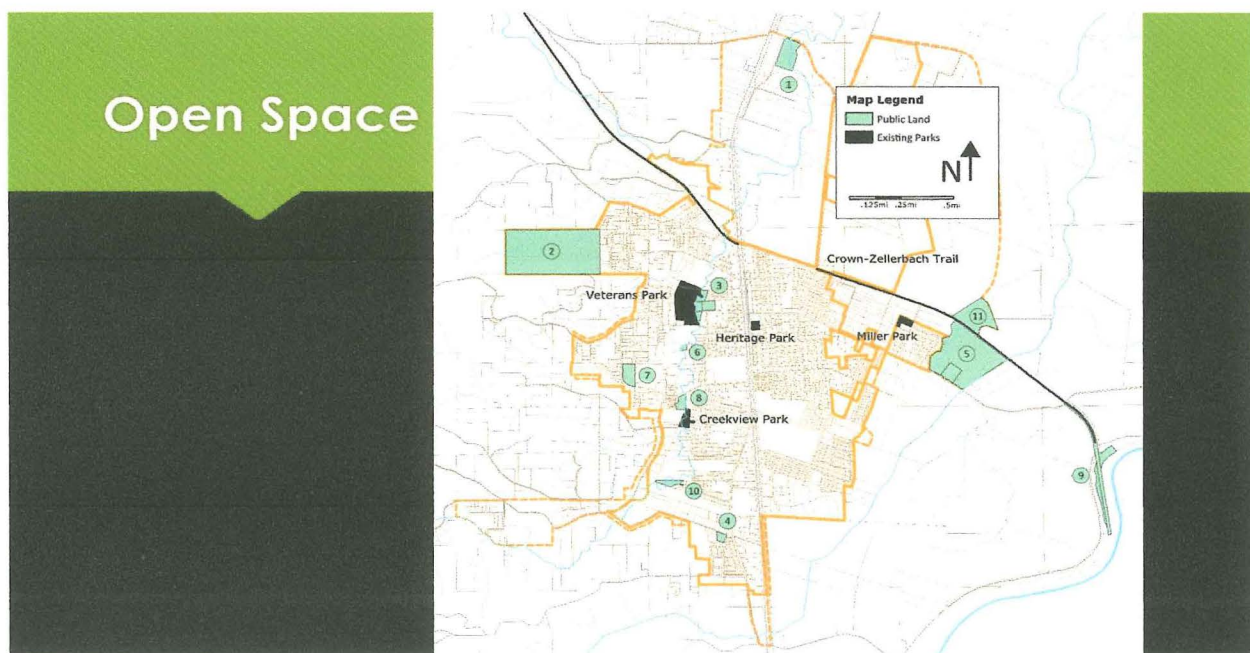 Open Space
1
Map Legend
Public Land
Existing Parks
N
.125mi .25mi .5mi
2
Crown-Zellerbach Trail
3
Veterans Park
11
Heritage Park
Miller Park
6
5
7
8
Creekview Park
9
10
4